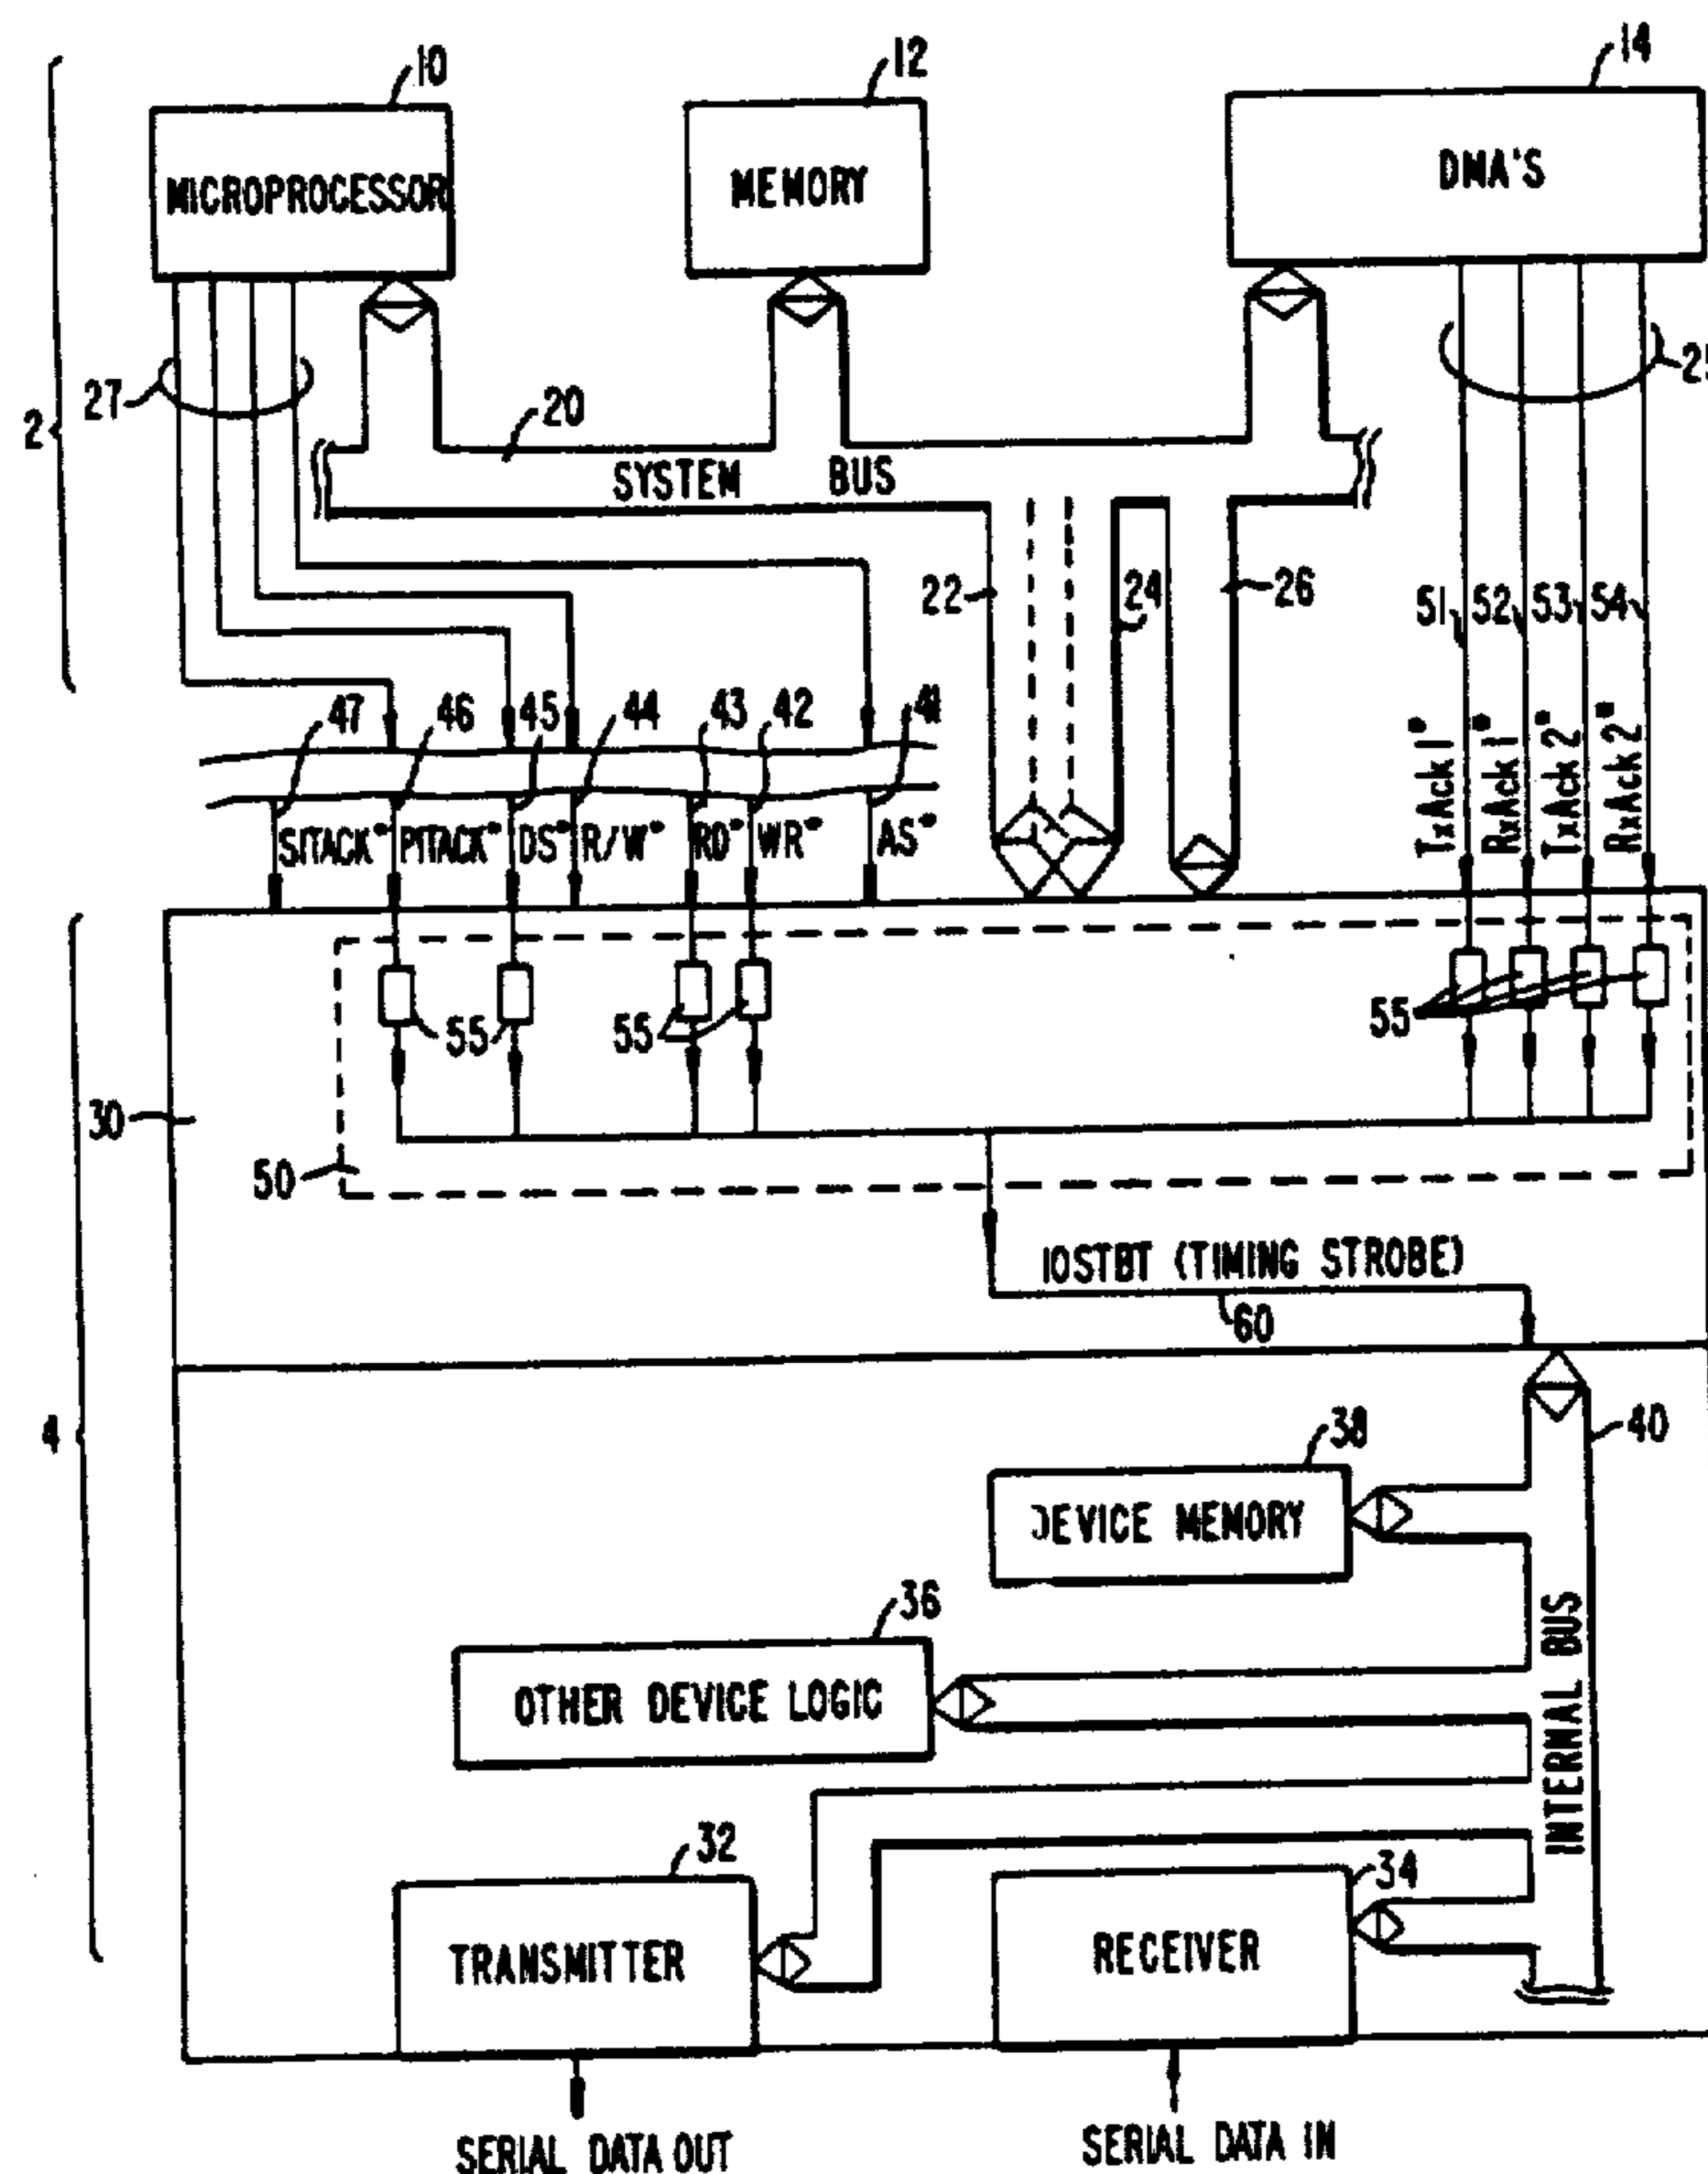 10
12
14
MICROPROCESSOR
MEMORY
DMA'S
27
25
2
20
SYSTEM BUS
22
24
26
51
52
53
54
47
46
45
44
43
42
41
S/TACK*
PITACK*
DS*
R/W*
RD*
WR*
AS*
TxAck 1*
RxAck 1*
TxAck 2*
RxAck 2*
55
55
55
30
50
IOSTBT (TIMING STROBE)
60
4
38
40
DEVICE MEMORY
36
OTHER DEVICE LOGIC
INTERNAL BUS
32
34
TRANSMITTER
RECEIVER
SERIAL DATA OUT
SERIAL DATA IN